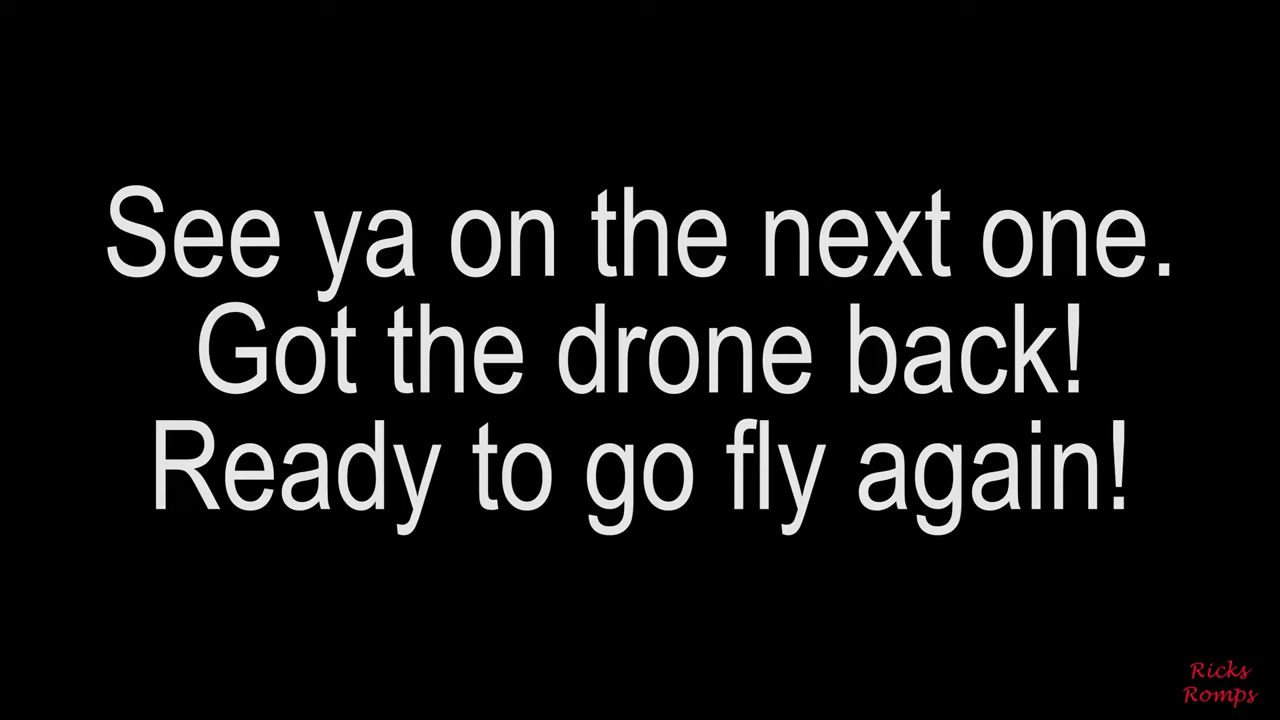 See ya on the next one.
Got the drone back!
Ready to go fly again!
Ricks
Romps